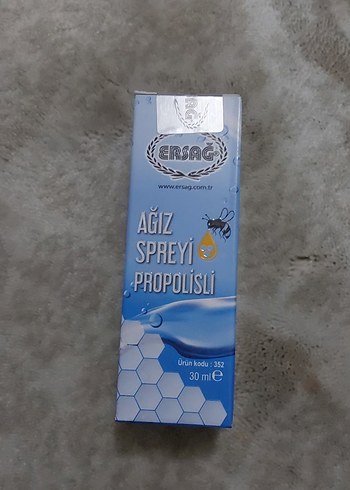 ERSAĞ
www.ersag.com.tr
AĞIZ
SPREYİ
PROPOLİSLİ
Ürün kodu : 352
30 ml℮